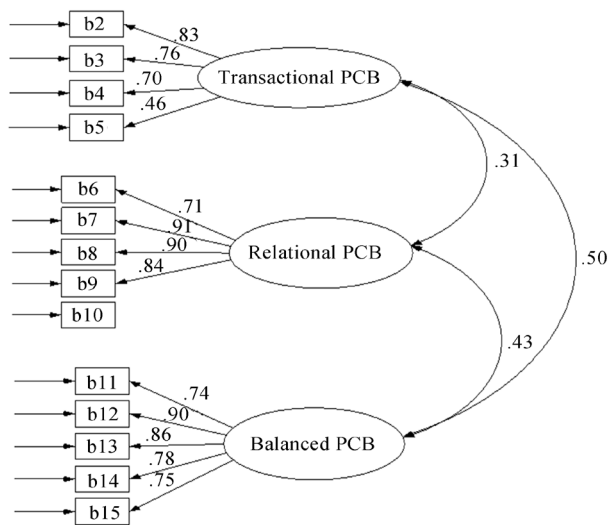 b2
.83
b3
.76
Transactional PCB
b4
.70
b5
.46
.31
b6
.71
b7
.91
b8
.90
Relational PCB
b9
.84
b10
.50
.43
b11
.74
b12
.90
b13
.86
Balanced PCB
b14
.78
b15
.75